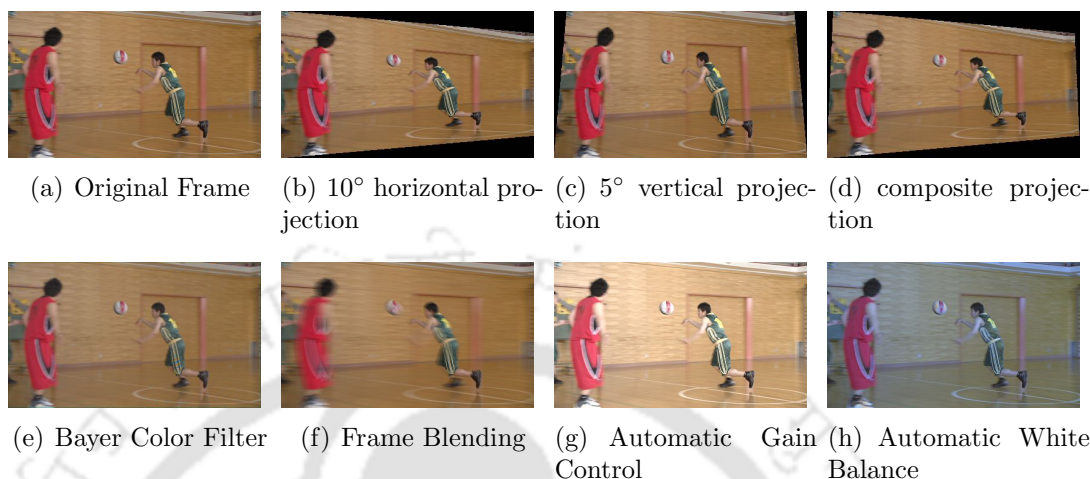 (a) Original Frame
(b) 10° horizontal pro-
jection
(c) 5° vertical projec-
tion
(d) composite projec-
tion
(e) Bayer Color Filter
(f) Frame Blending
(g) Automatic Gain
Control
(h) Automatic White
Balance